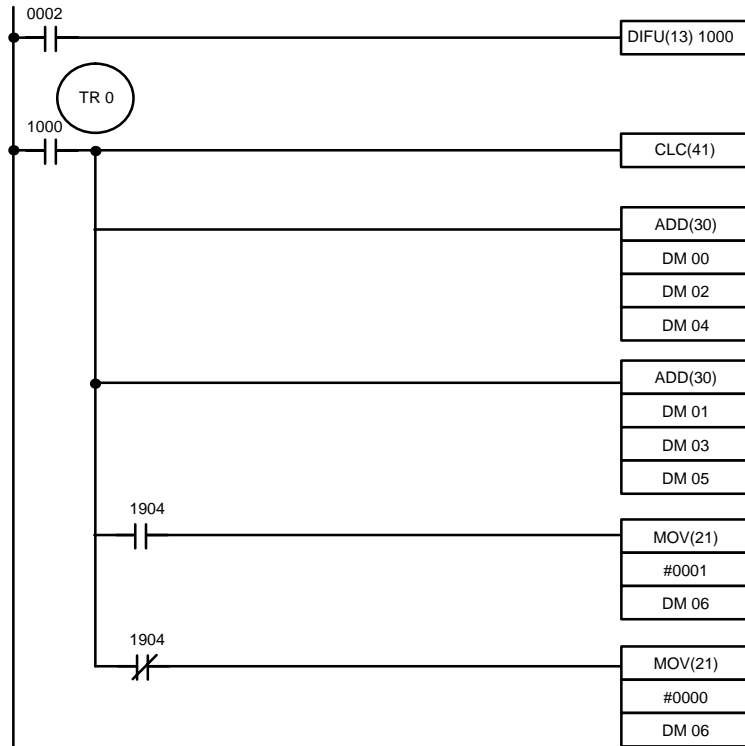 0002
DIFU(13) 1000
TR 0
1000
CLC(41)
ADD(30)
DM 00
DM 02
DM 04
ADD(30)
DM 01
DM 03
DM 05
1904
MOV(21)
#0001
DM 06
1904
MOV(21)
#0000
DM 06